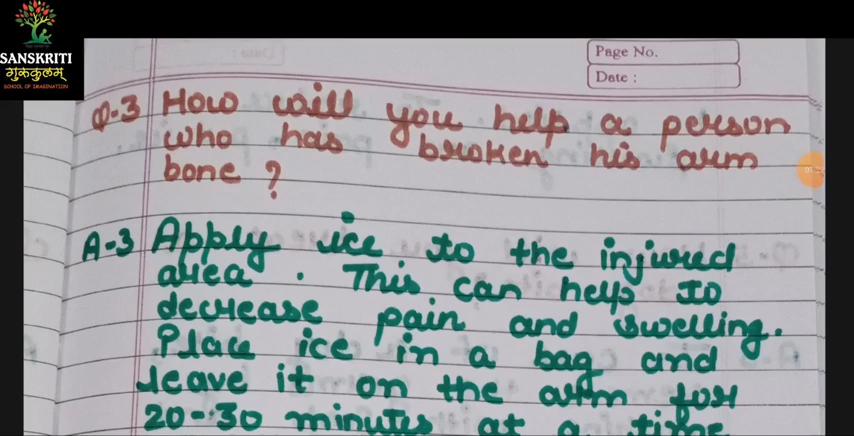 SANSKRITI
गुरुकुलम्
SCHOOL OF IMAGINATION
Page No.
Date :
Q-3 How will you help a person
who has broken his arm
bone ?
A-3 Apply ice to the injured
area . This can help to
decrease pain and swelling.
Place ice in a bag and
leave it on the arm for
20-30 minutes at a time